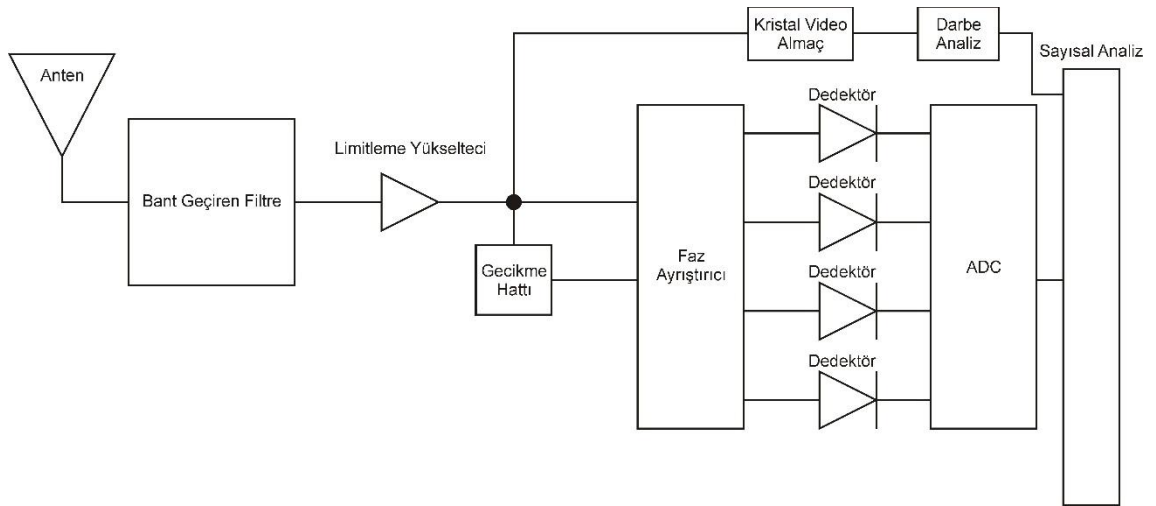 Anten
Bant Geçiren Filtre
Limitleme Yükselteci
Gecikme
Hattı
Kristal Video
Almaç
Darbe
Analiz
Sayısal Analiz
Faz
Ayrıştırıcı
Dedektör
Dedektör
Dedektör
Dedektör
ADC